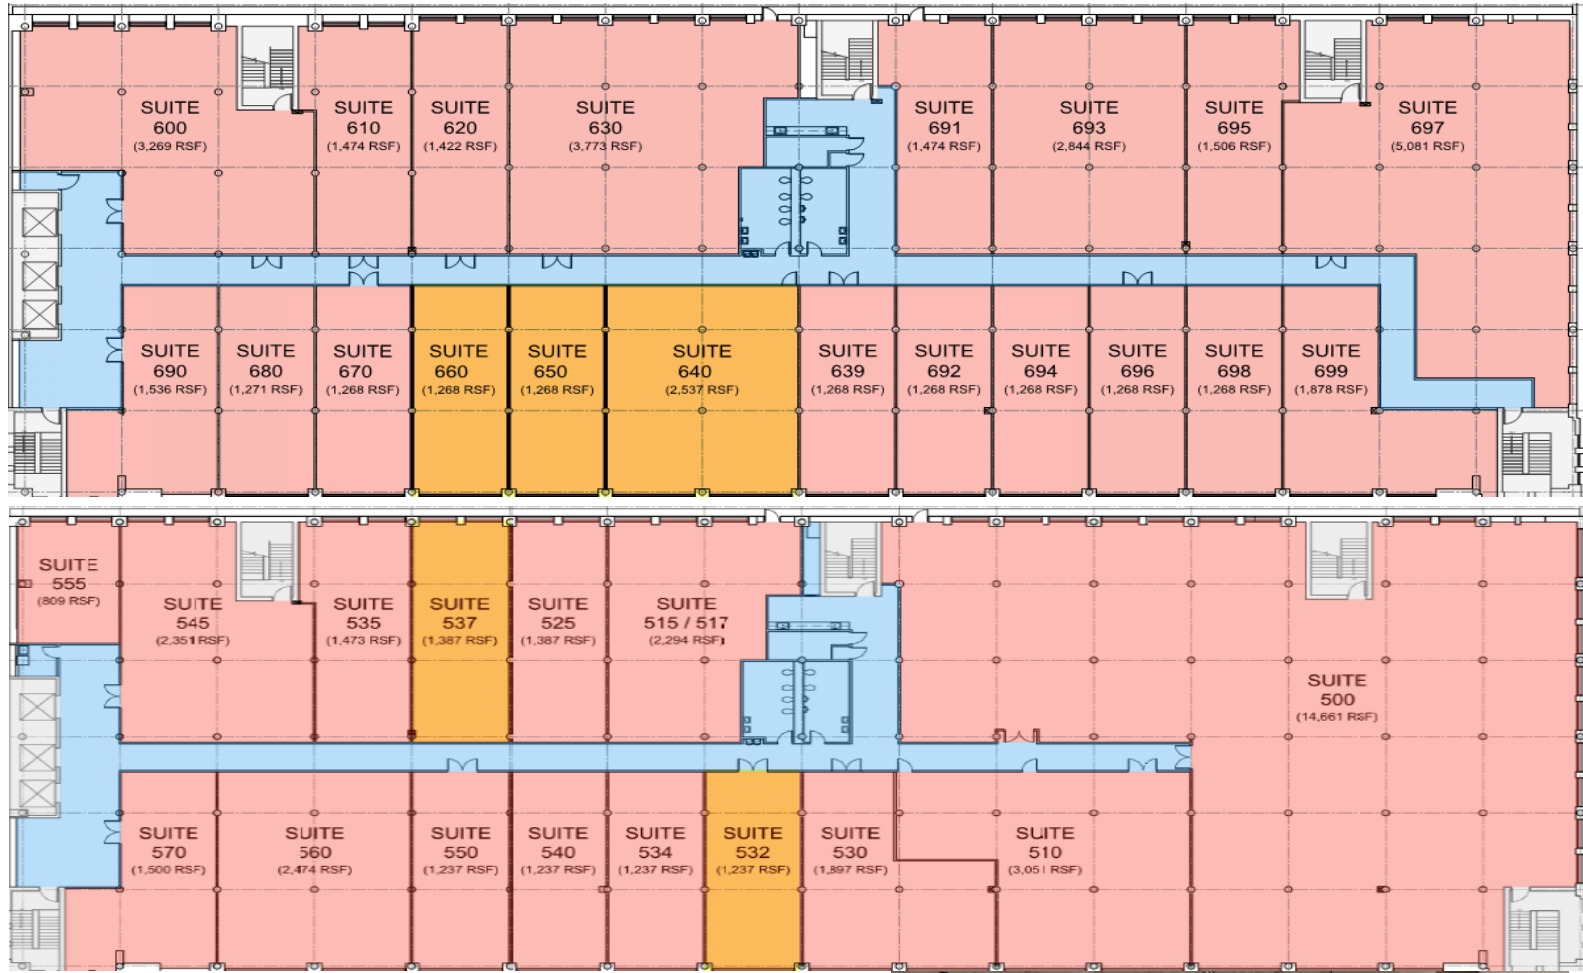 SUITE
600
(3,269 RSF)
SUITE
610
(1,474 RSF)
SUITE
620
(1,422 RSF)
SUITE
630
(3,773 RSF)
SUITE
691
(1,474 RSF)
SUITE
693
(2,844 RSF)
SUITE
695
(1,506 RSF)
SUITE
697
(5,081 RSF)
SUITE
690
(1,536 RSF)
SUITE
680
(1,271 RSF)
SUITE
670
(1,268 RSF)
SUITE
660
(1,268 RSF)
SUITE
650
(1,268 RSF)
SUITE
640
(2,537 RSF)
SUITE
639
(1,268 RSF)
SUITE
692
(1,268 RSF)
SUITE
694
(1,268 RSF)
SUITE
696
(1,268 RSF)
SUITE
698
(1,268 RSF)
SUITE
699
(1,878 RSF)
SUITE
555
(809 RSF)
SUITE
545
(2,351 RSF)
SUITE
535
(1,473 RSF)
SUITE
537
(1,387 RSF)
SUITE
525
(1,387 RSF)
SUITE
515 / 517
(2,294 RSF)
SUITE
500
(14,661 RSF)
SUITE
570
(1,500 RSF)
SUITE
560
(2,474 RSF)
SUITE
550
(1,237 RSF)
SUITE
540
(1,237 RSF)
SUITE
534
(1,237 RSF)
SUITE
532
(1,237 RSF)
SUITE
530
(1,897 RSF)
SUITE
510
(3,051 RSF)